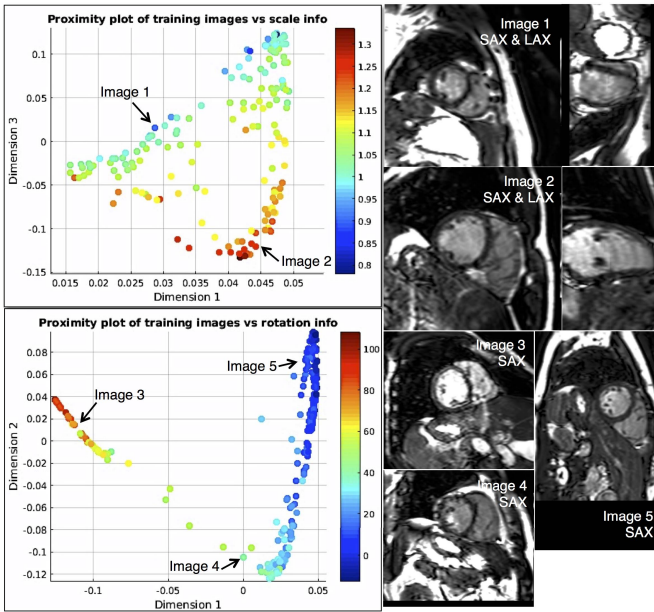 Proximity plot of training images vs scale info
0.1
0.05
0
-0.05
-0.1
-0.15
Dimension 3
0.015 0.02 0.025 0.03 0.035 0.04 0.045 0.05
Dimension 1
Image 1
Image 2
1.3
1.25
1.2
1.15
1.1
1.05
1
0.95
0.9
0.85
0.8
Image 1
SAX & LAX
Image 2
SAX & LAX
Proximity plot of training images vs rotation info
0.08
0.06
0.04
0.02
0
-0.02
-0.04
-0.06
-0.08
-0.1
-0.12
Dimension 2
-0.1 -0.05 0 0.05
Dimension 1
Image 5
Image 3
Image 4
100
80
60
40
20
0
Image 3
SAX
Image 4
SAX
Image 5
SAX